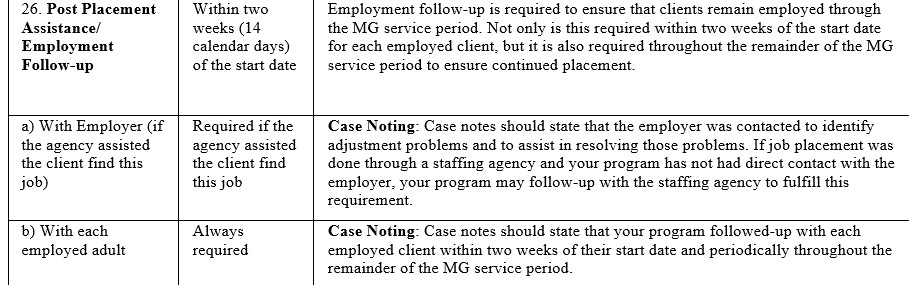 26. Post Placement
Assistance/
Employment
Follow-up
Within two
weeks (14
calendar days)
of the start date
Employment follow-up is required to ensure that clients remain employed through
the MG service period. Not only is this required within two weeks of the start date
for each employed client, but it is also required throughout the remainder of the MG
service period to ensure continued placement.
a) With Employer (if
the agency assisted
the client find this
job)
Required if the
agency assisted
the client find
this job
Case Noting: Case notes should state that the employer was contacted to identify
adjustment problems and to assist in resolving those problems. If job placement was
done through a staffing agency and your program has not had direct contact with the
employer, your program may follow-up with the staffing agency to fulfill this
requirement.
b) With each
employed adult
Always
required
Case Noting: Case notes should state that your program followed-up with each
employed client within two weeks of their start date and periodically throughout the
remainder of the MG service period.